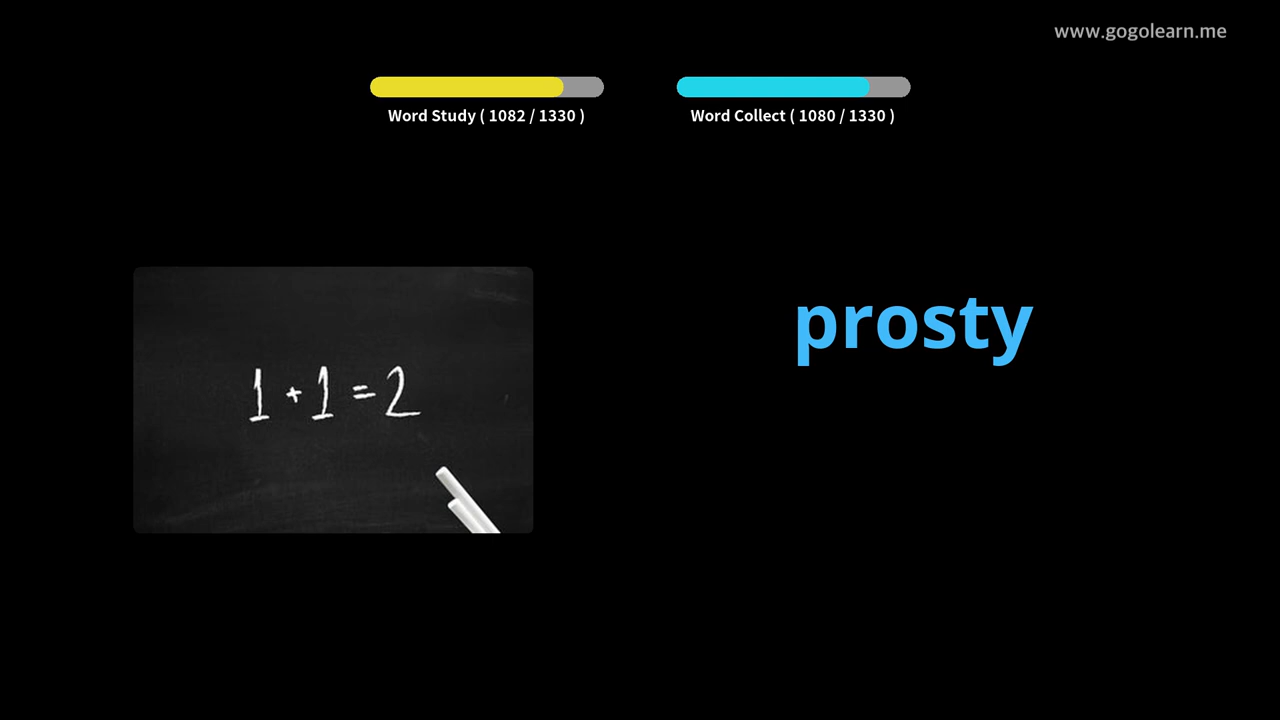 www.gogolearn.me
Word Study ( 1082 / 1330 )
Word Collect ( 1080 / 1330 )
prosty
1 + 1 = 2